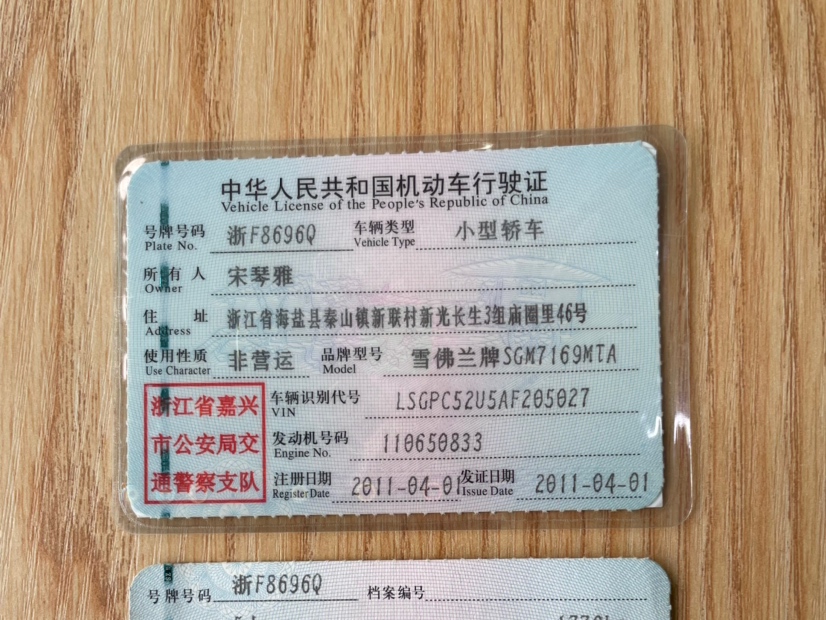 中华人民共和国机动车行驶证
Vehicle License of the People's Republic of China
号牌号码 浙F8696Q 车辆类型 小型轿车
Plate No. Vehicle Type
所有人 宋琴雅
Owner
住址 浙江省海盐县秦山镇新联村新光长生3组庙圈里46号
Address
使用性质 非营运 品牌型号 雪佛兰牌SGM7169MTA
Use Character Model
浙江省嘉兴 车辆识别代号 LSGPC52U5AF205027
VIN
市公安局交 发动机号码 110650833
Engine No.
通警察支队 注册日期 2011-04-01 发证日期 2011-04-01
Register Date Issue Date
号牌号码 浙F8696Q 档案编号